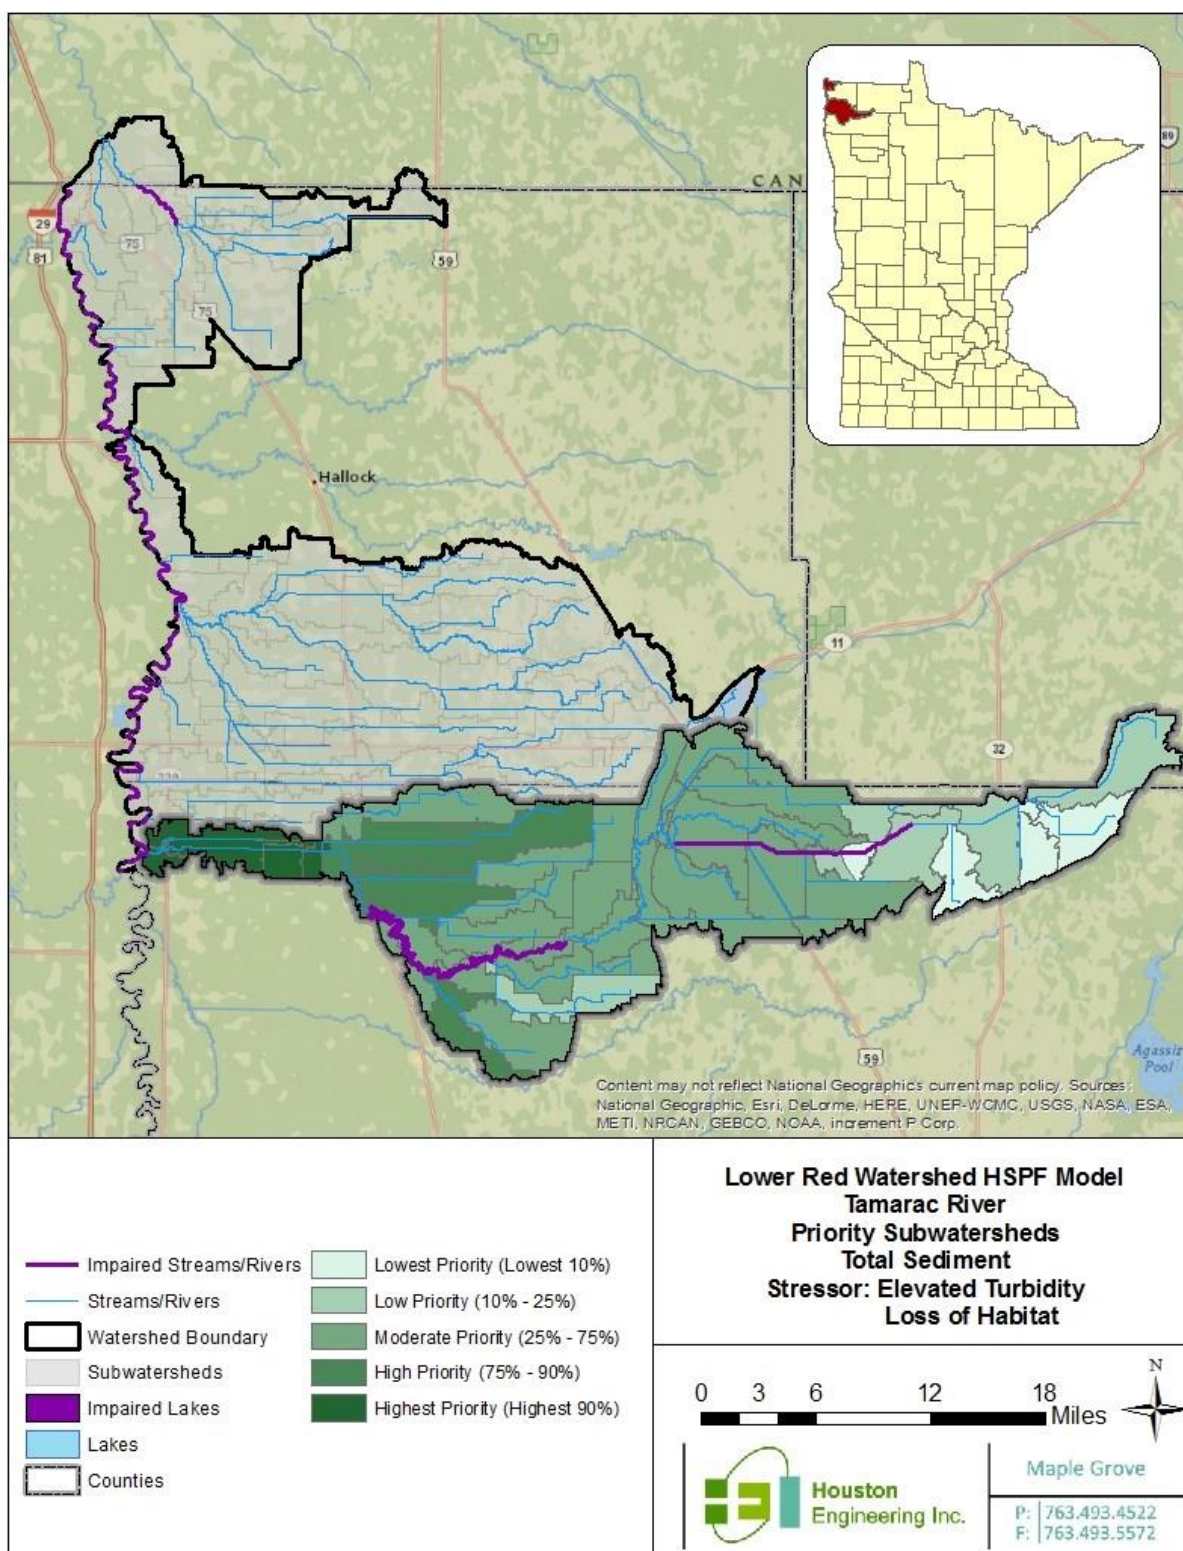 CAN
89
29
81
75
59
75
Hallock
11
32
59
Agassiz
Pool
Content may not reflect National Geographic's current map policy. Sources:
National Geographic, Esri, DeLorme, HERE, UNEP-WCMC, USGS, NASA, ESA,
METI, NRCAN, GEBCO, NOAA, increment P Corp.
Impaired Streams/Rivers
Streams/Rivers
Watershed Boundary
Subwatersheds
Impaired Lakes
Lakes
Counties
Lowest Priority (Lowest 10%)
Low Priority (10% - 25%)
Moderate Priority (25% - 75%)
High Priority (75% - 90%)
Highest Priority (Highest 90%)
Lower Red Watershed HSPF Model
Tamarac River
Priority Subwatersheds
Total Sediment
Stressor: Elevated Turbidity
Loss of Habitat
N
0 3 6 12 18
Miles
Houston
Engineering Inc.
Maple Grove
P: 763.493.4522
F: 763.493.5572